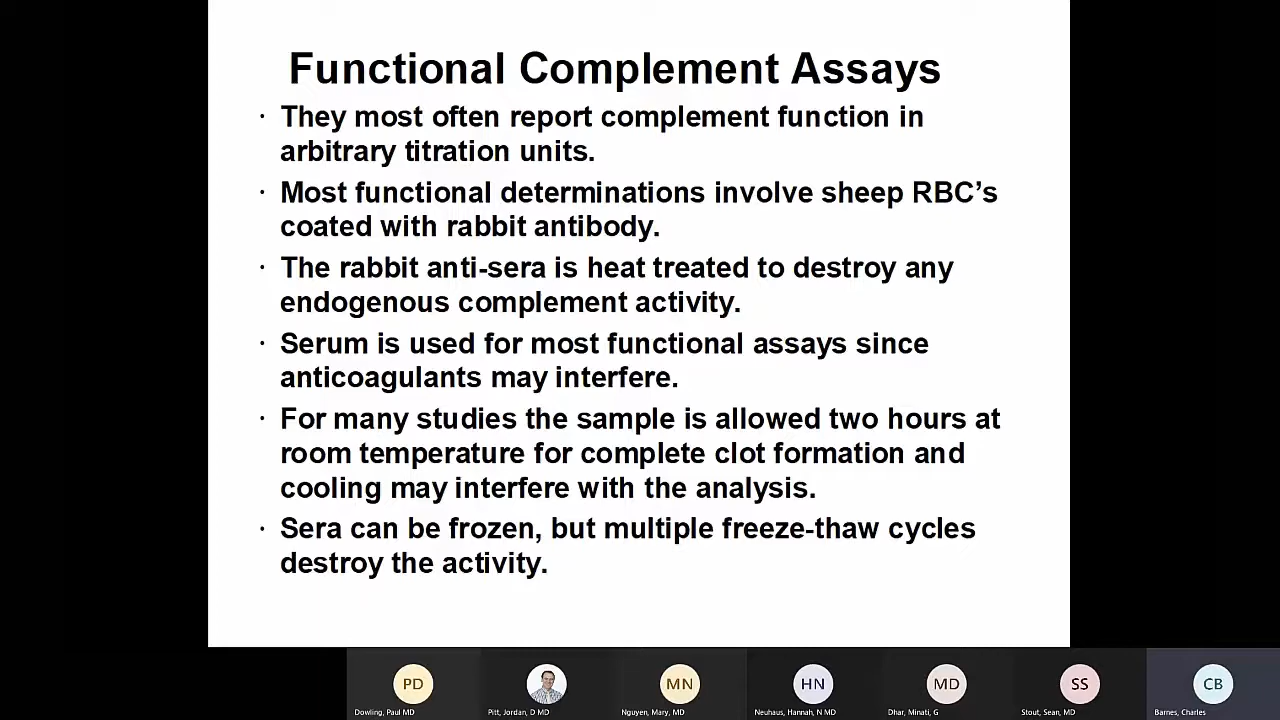 Functional Complement Assays
· They most often report complement function in
arbitrary titration units.
· Most functional determinations involve sheep RBC’s
coated with rabbit antibody.
· The rabbit anti-sera is heat treated to destroy any
endogenous complement activity.
· Serum is used for most functional assays since
anticoagulants may interfere.
· For many studies the sample is allowed two hours at
room temperature for complete clot formation and
cooling may interfere with the analysis.
· Sera can be frozen, but multiple freeze-thaw cycles
destroy the activity.
PD MN HN MD SS CB
Dowling, Paul MD Pitt, Jordan, D MD Nguyen, Mary, MD Neuhaus, Hannah, N MD Dhar, Minati, G Stout, Sean, MD Barnes, Charles